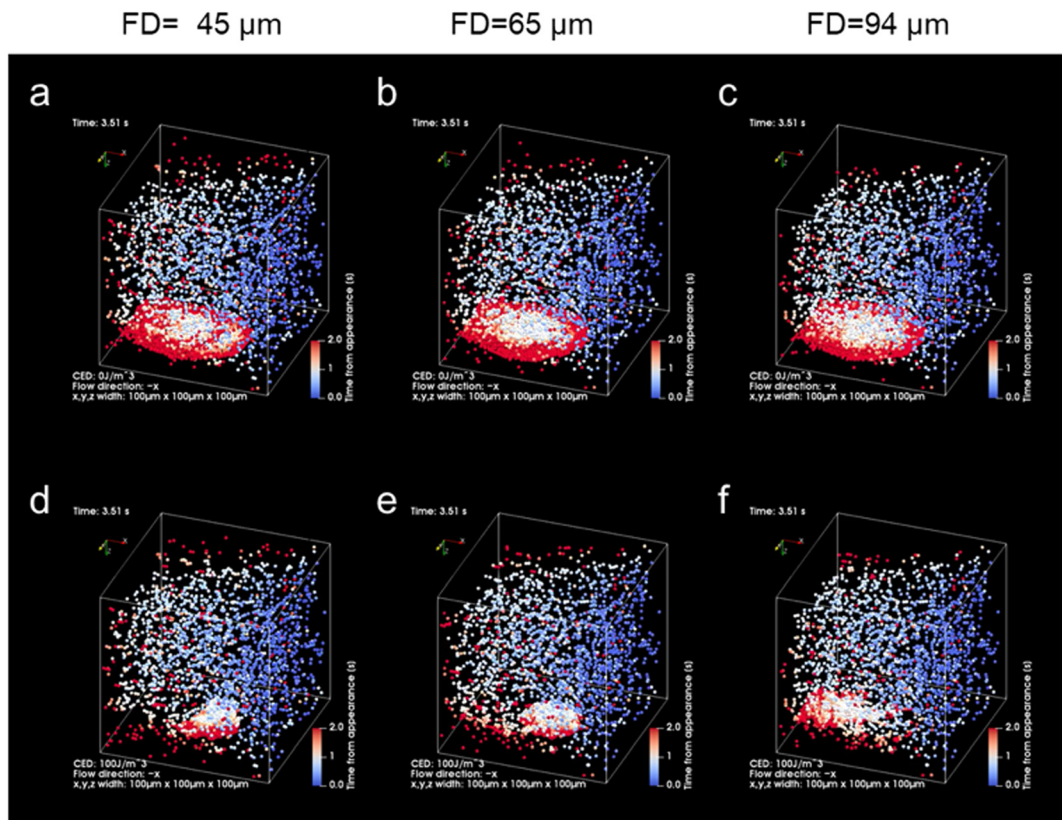 FD= 45 µm
FD=65 µm
FD=94 µm
a
Time: 3.51 s
X
Z
Time from appearance (s)
2.0
1
0.0
CED: 0J/m^3
Flow direction: -x
x,y,z width: 100µm x 100µm x 100µm
b
Time: 3.51 s
X
Z
Time from appearance (s)
2.0
1
0.0
CED: 0J/m^3
Flow direction: -x
x,y,z width: 100µm x 100µm x 100µm
c
Time: 3.51 s
X
Z
Time from appearance (s)
2.0
1
0.0
CED: 0J/m^3
Flow direction: -x
x,y,z width: 100µm x 100µm x 100µm
d
Time: 3.51 s
X
Z
Time from appearance (s)
2.0
1
0.0
CED: 100J/m^3
Flow direction: -x
x,y,z width: 100µm x 100µm x 100µm
e
Time: 3.51 s
X
Z
Time from appearance (s)
2.0
1
0.0
CED: 100J/m^3
Flow direction: -x
x,y,z width: 100µm x 100µm x 100µm
f
Time: 3.51 s
X
Z
Time from appearance (s)
2.0
1
0.0
CED: 100J/m^3
Flow direction: -x
x,y,z width: 100µm x 100µm x 100µm